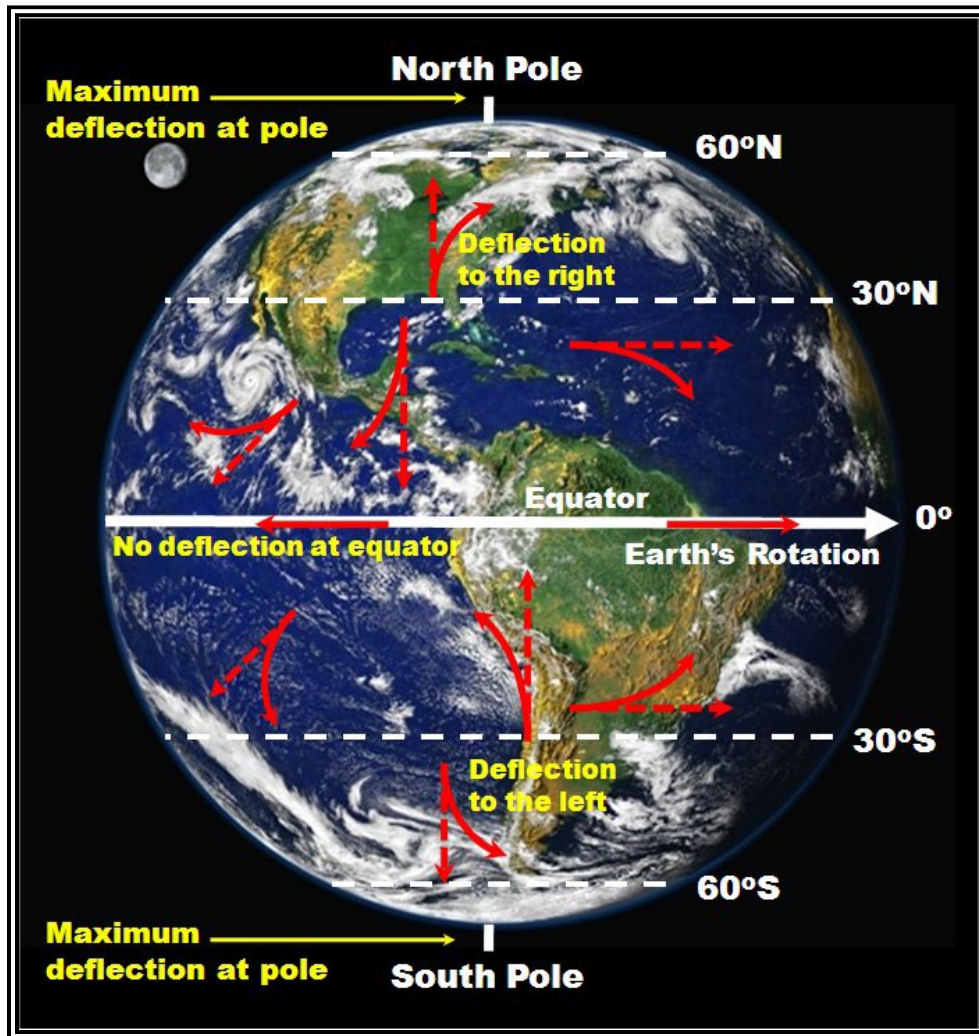 North Pole
Maximum
deflection at pole
60ºN
Deflection
to the right
30ºN
Equator
0º
No deflection at equator
Earth's Rotation
30ºS
Deflection
to the left
60ºS
Maximum
deflection at pole
South Pole